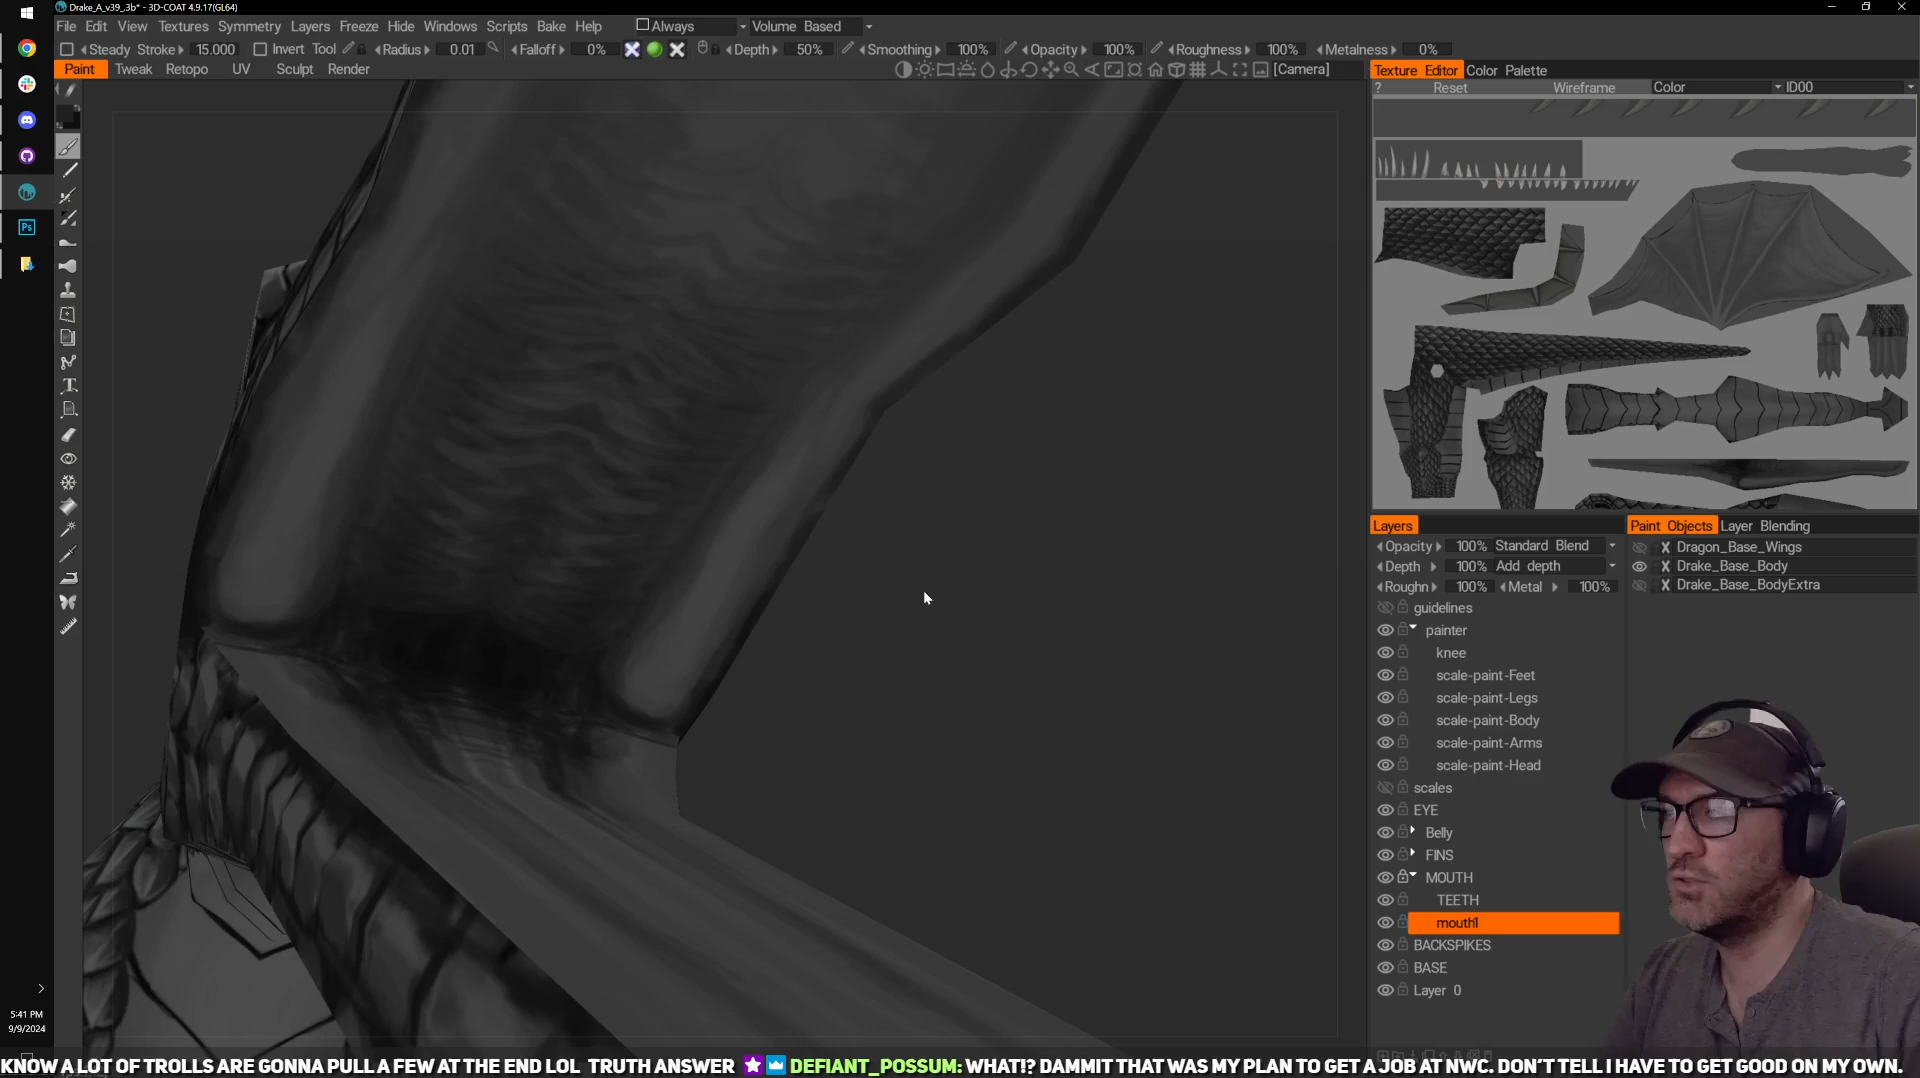 Drake_A_v39_.3b* - 3D-COAT 4.9.17(GL64)
File Edit View Textures Symmetry Layers Freeze Hide Windows Scripts Bake Help Always Volume Based
Steady Stroke 15.000 Invert Tool Radius 0.01 Falloff 0% Depth 50% Smoothing 100% Opacity 100% Roughness 100% Metalness 0%
Paint Tweak Retopo UV Sculpt Render [Camera]
Texture Editor Color Palette
? Reset Wireframe Color ID00
Layers
Opacity 100% Standard Blend
Depth 100% Add depth
Roughn 100% Metal 100%
guidelines
painter
knee
scale-paint-Feet
scale-paint-Legs
scale-paint-Body
scale-paint-Arms
scale-paint-Head
scales
EYE
Belly
FINS
MOUTH
TEETH
mouth1
BACKSPIKES
BASE
Layer 0
Paint Objects Layer Blending
Dragon_Base_Wings
Drake_Base_Body
Drake_Base_BodyExtra
Ps
5:41 PM
9/9/2024
KNOW A LOT OF TROLLS ARE GONNA PULL A FEW AT THE END LOL TRUTH ANSWER DEFIANT_POSSUM: WHAT!? DAMMIT THAT WAS MY PLAN TO GET A JOB AT NWC. DON'T TELL I HAVE TO GET GOOD ON MY OWN.